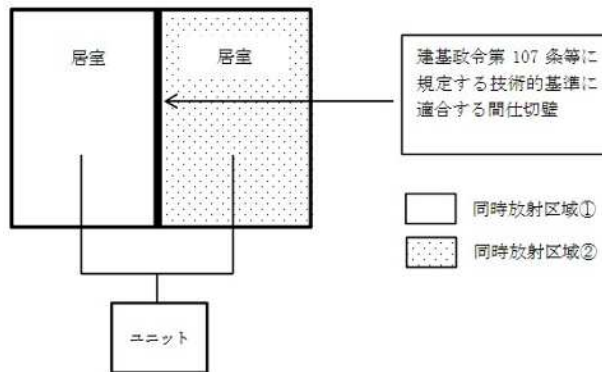 居室
居室
建基政令第 107 条等に
規定する技術的基準に
適合する間仕切壁
同時放射区域①
同時放射区域②
ユニット